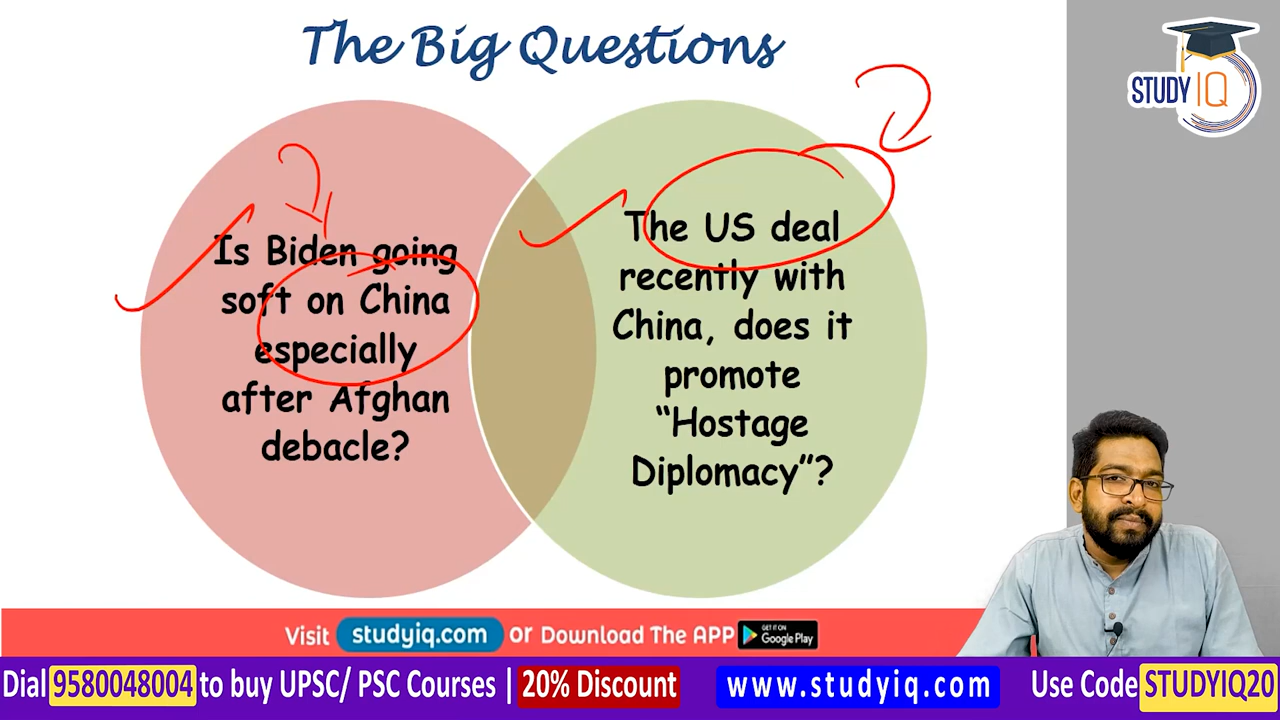 The Big Questions
STUDY IQ
Is Biden going
soft on China
especially
after Afghan
debacle?
The US deal
recently with
China, does it
promote
“Hostage
Diplomacy”?
Visit studyiq.com or Download The APP GET IT ON Google Play
Dial 9580048004 to buy UPSC/ PSC Courses | 20% Discount www.studyiq.com Use Code STUDYIQ20